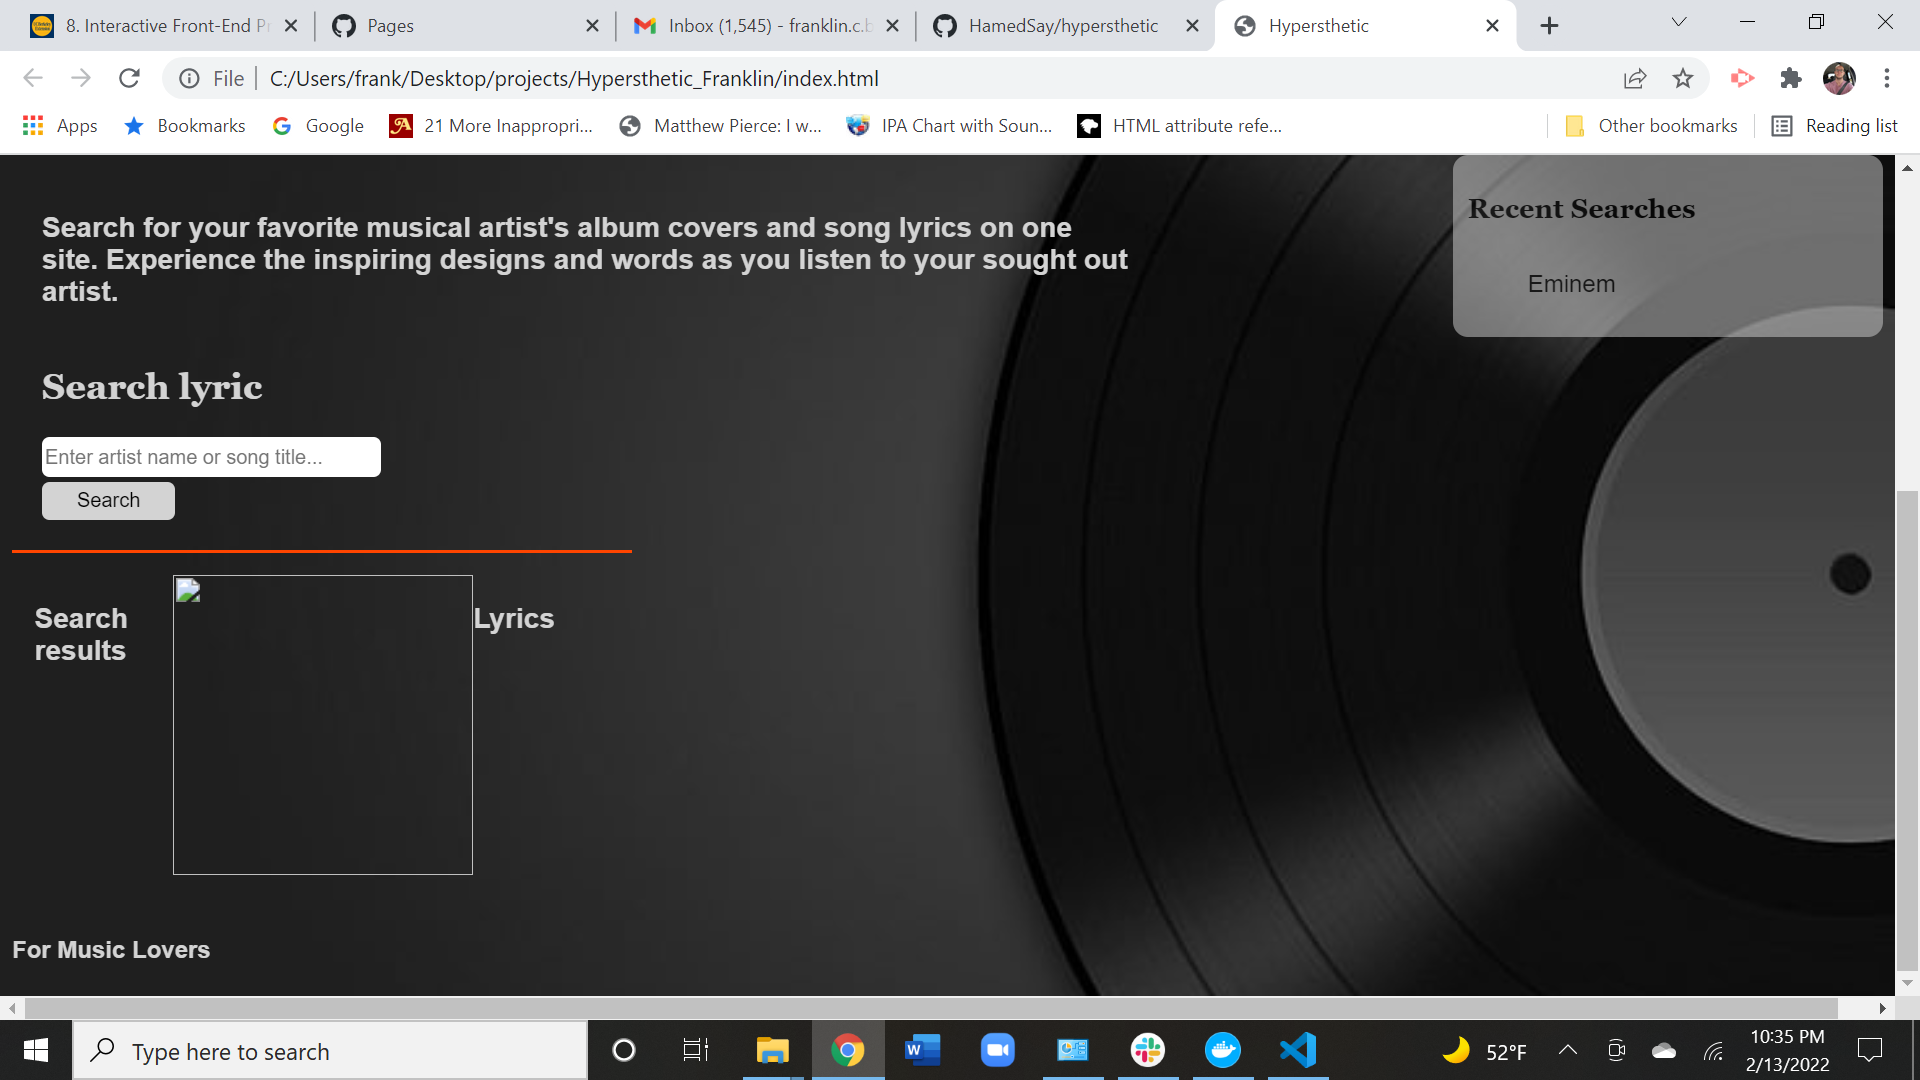 8. Interactive Front-End Pr
Pages
Inbox (1,545) - franklin.c.b
HamedSay/hypersthetic
Hypersthetic
File
C:/Users/frank/Desktop/projects/Hypersthetic_Franklin/index.html
Apps
Bookmarks
Google
21 More Inappropri...
Matthew Pierce: I w...
IPA Chart with Soun...
HTML attribute refe...
Other bookmarks
Reading list
Search for your favorite musical artist's album covers and song lyrics on one
site. Experience the inspiring designs and words as you listen to your sought out
artist.
Recent Searches
Eminem
Search lyric
Enter artist name or song title...
Search
Search
results
Lyrics
For Music Lovers
Type here to search
52°F
10:35 PM
2/13/2022